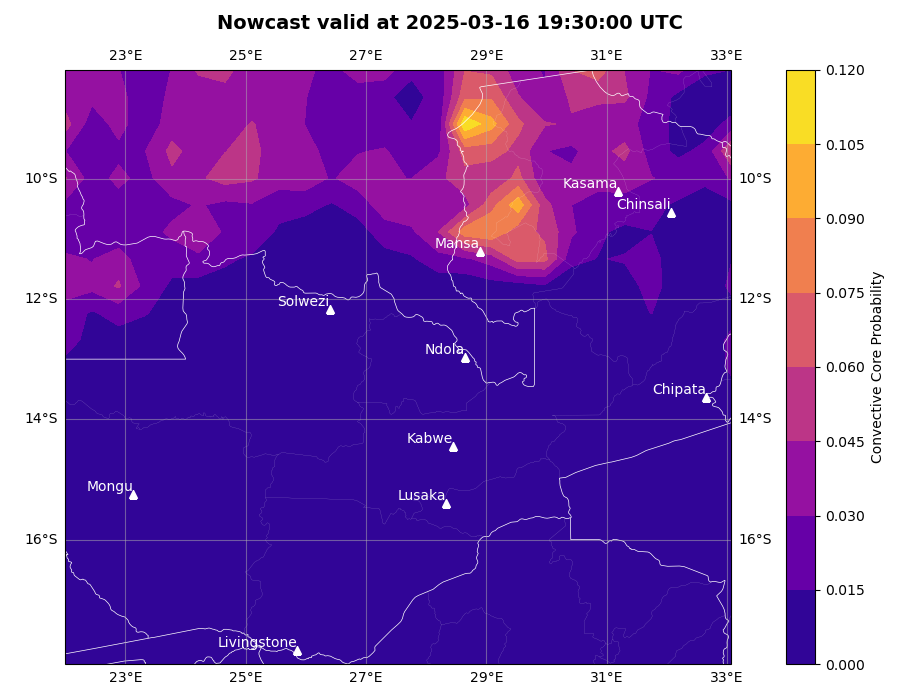 Nowcast valid at 2025-03-16 19:30:00 UTC
23°E 25°E 27°E 29°E 31°E 33°E
0.120
0.105
10°S Kasama 10°S
Chinsali
0.090
Mansa
12°S Solwezi 12°S
0.075
Ndola
0.060
Chipata
14°S 14°S
Kabwe
0.045
Mongu
Lusaka
0.030
16°S 16°S
0.015
Livingstone
0.000
23°E 25°E 27°E 29°E 31°E 33°E
Convective Core Probability